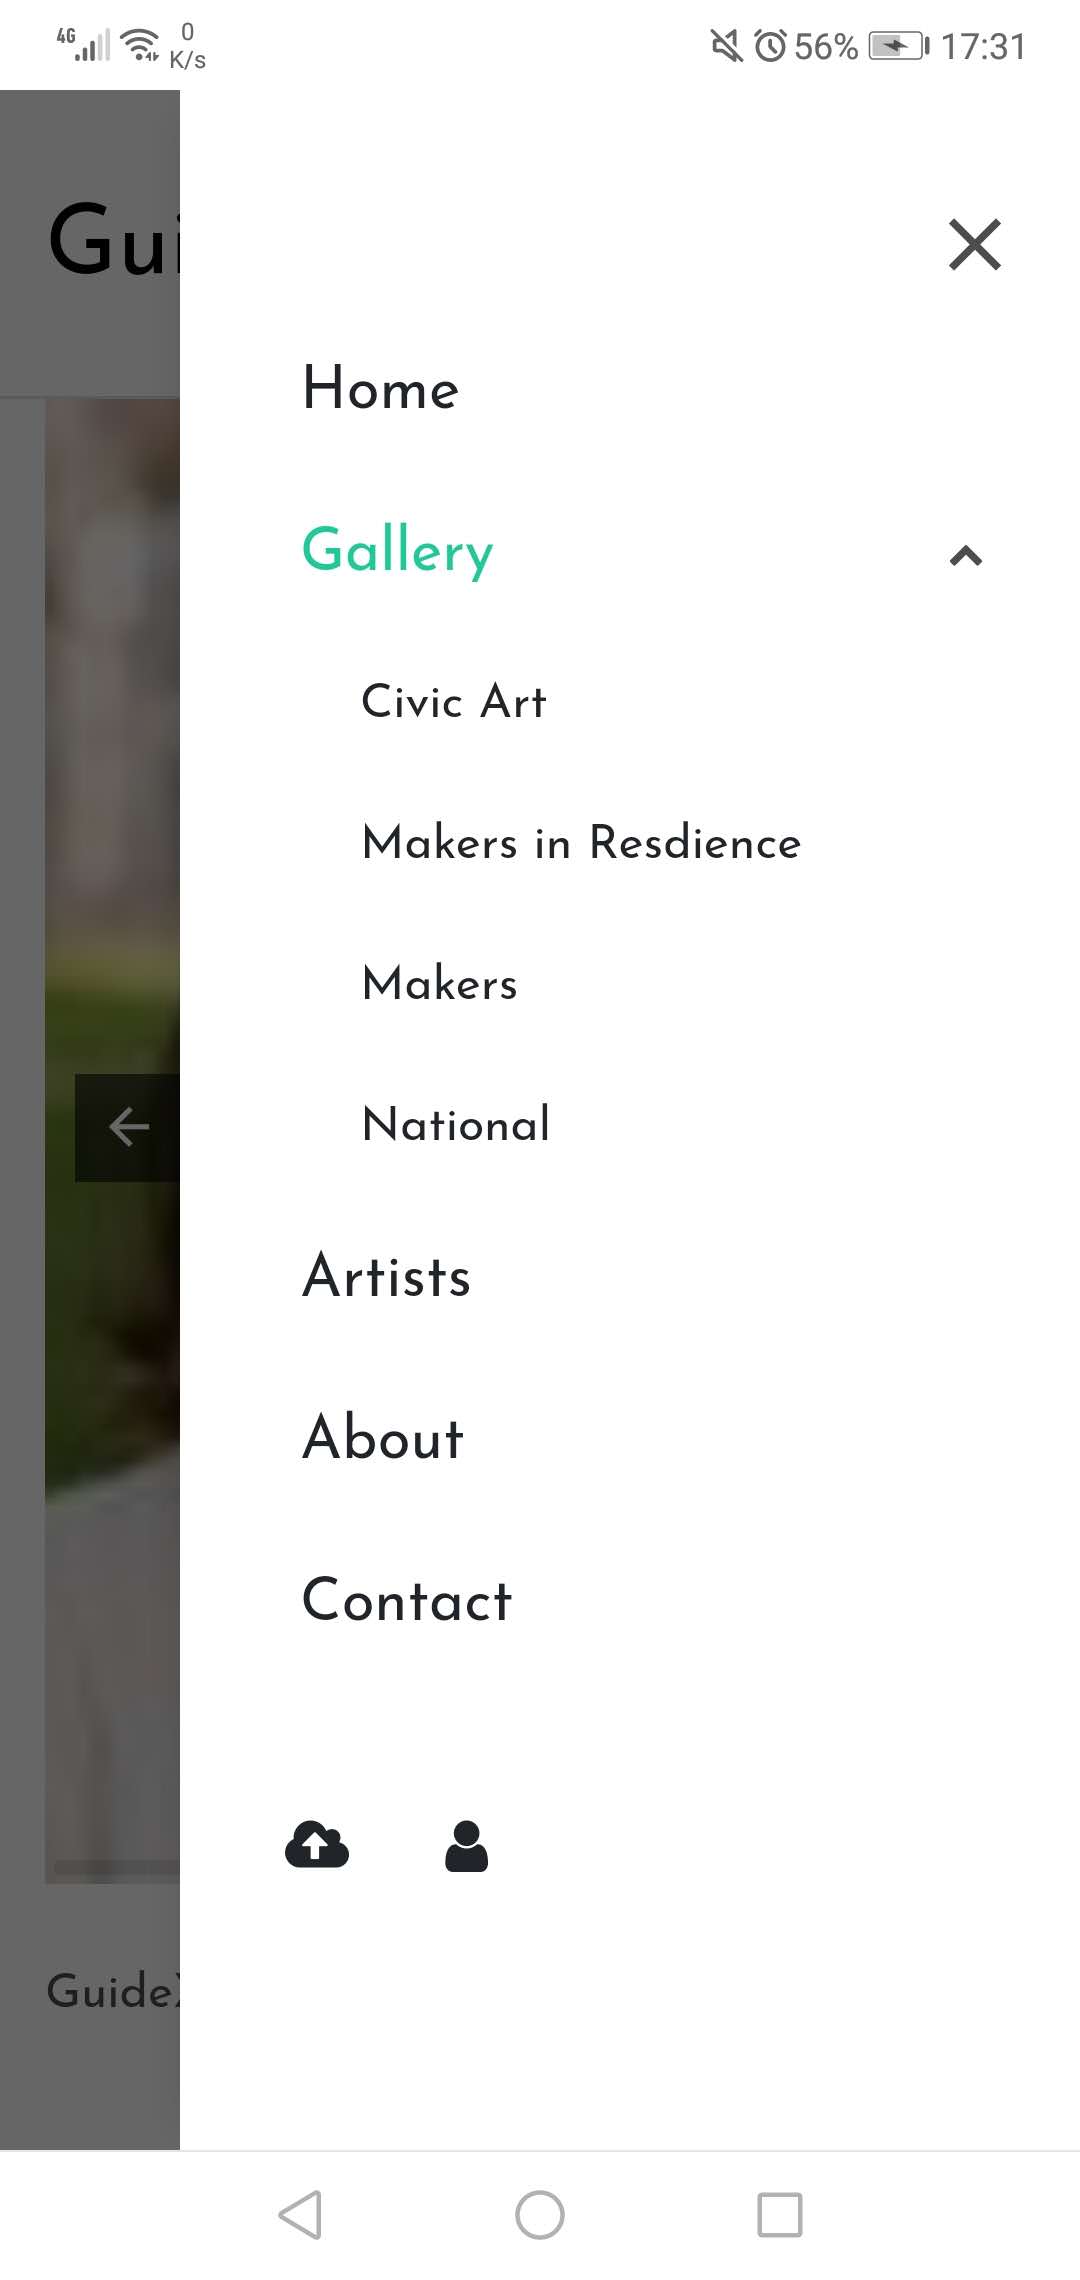 4G 0 K/s 56% 17:31
Gui
Home
Gallery
Civic Art
Makers in Resdience
Makers
National
Artists
About
Contact
Guide